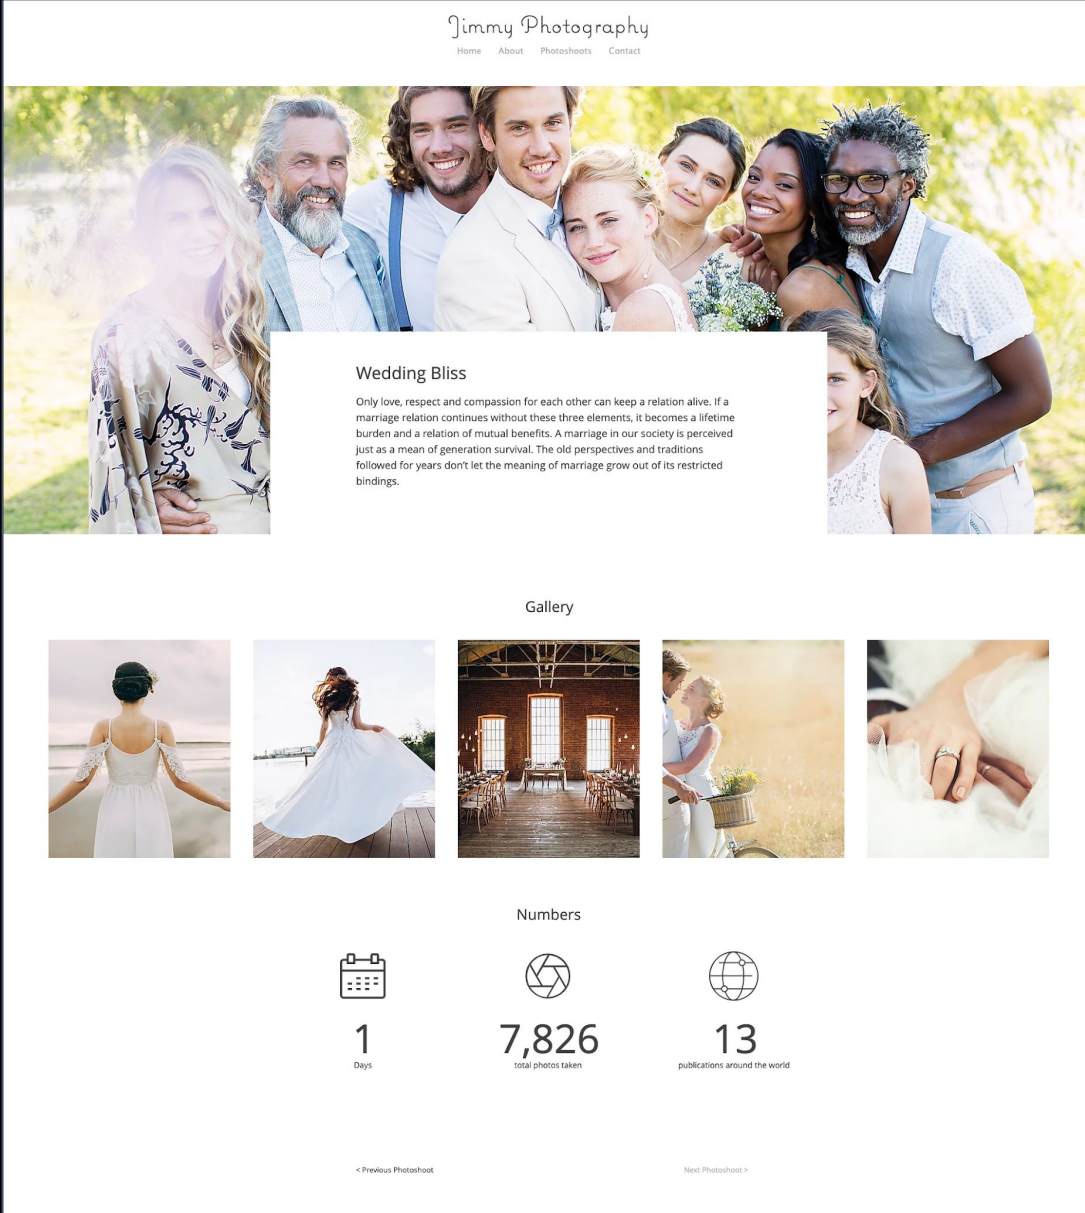 Jimmy Photography
Home About Photoshoots Contact
Wedding Bliss
Only love, respect and compassion for each other can keep a relation alive. If a
marriage relation continues without these three elements, it becomes a lifetime
burden and a relation of mutual benefits. A marriage in our society is perceived
just as a mean of generation survival. The old perspectives and traditions
followed for years don't let the meaning of marriage grow out of its restricted
bindings.
Gallery
Numbers
1 7,826 13
Days total photos taken publications around the world
< Previous Photoshoot Next Photoshoot >